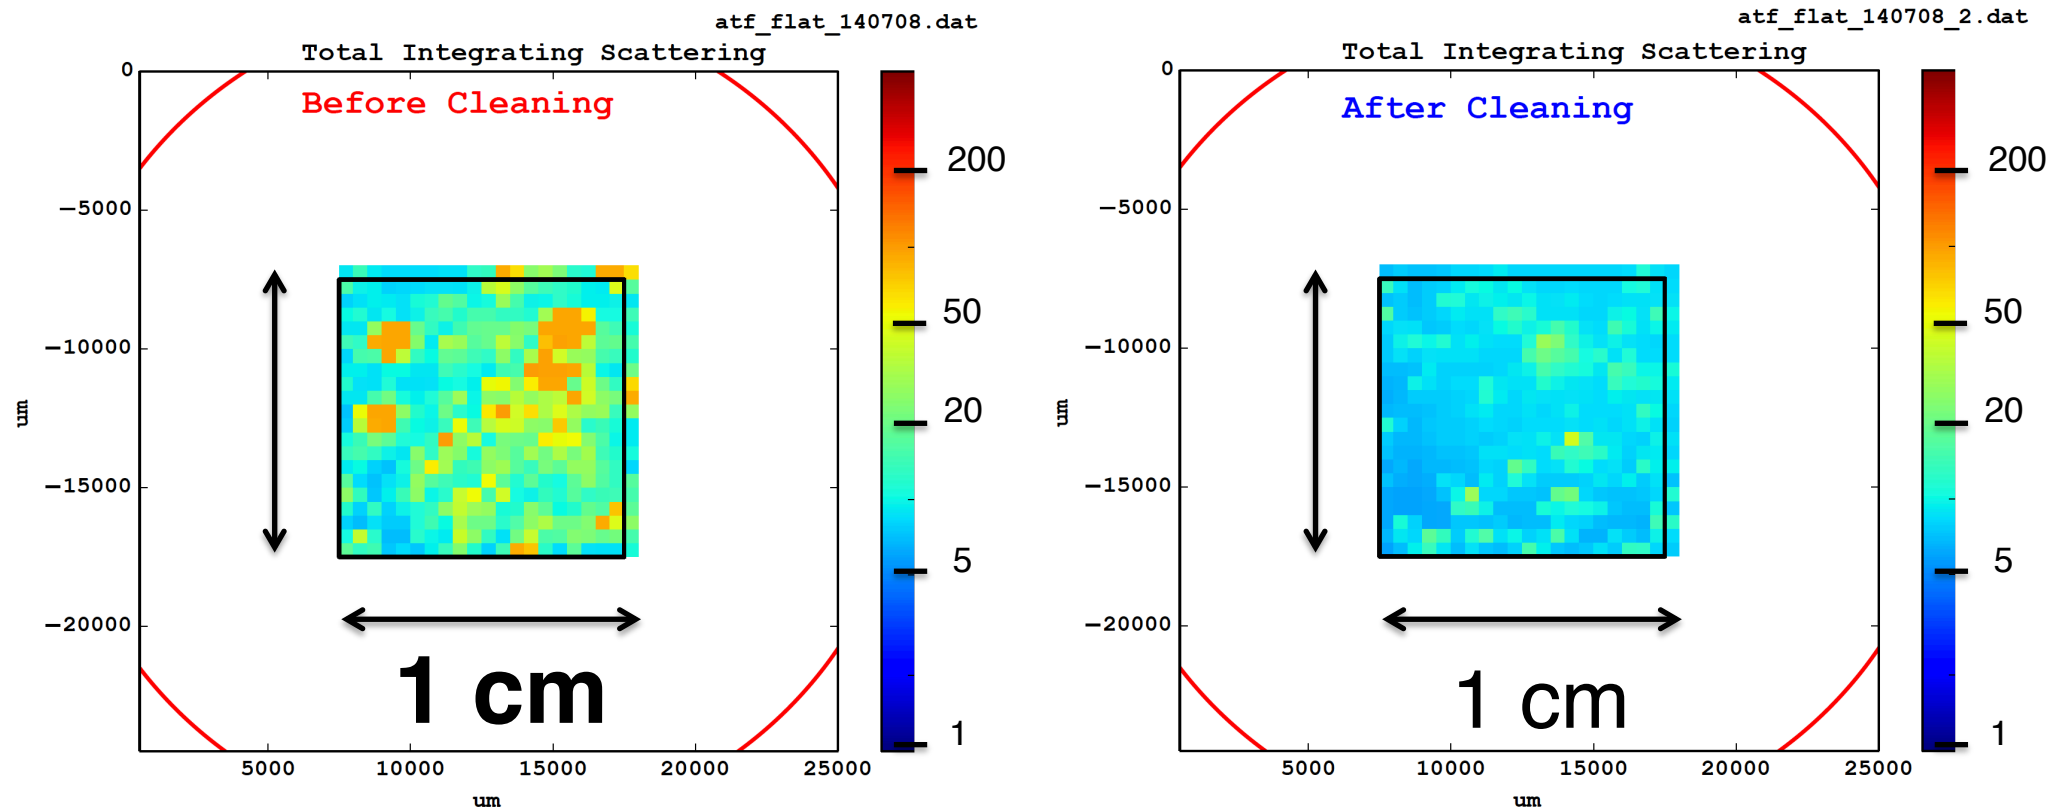 atf_flat_140708.dat
Total Integrating Scattering
Before Cleaning
0
−5000
−10000
−15000
−20000
um
5000
10000
15000
20000
25000
um
1 cm
200
50
20
5
1
atf_flat_140708_2.dat
Total Integrating Scattering
After Cleaning
0
−5000
−10000
−15000
−20000
um
5000
10000
15000
20000
25000
um
1 cm
200
50
20
5
1